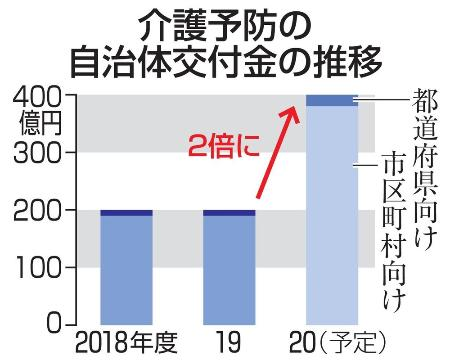 介護予防の
自治体交付金の推移
400
億円
300
200
100
0
2倍に
都道府県向け
市区町村向け
2018年度
19
20(予定)